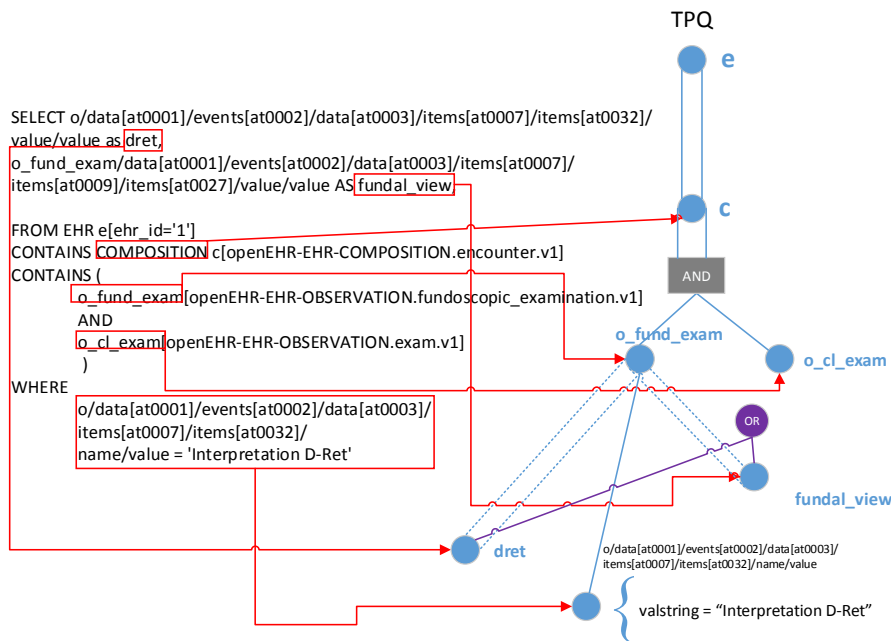 TPQ
e
SELECT o/data[at0001]/events[at0002]/data[at0003]/items[at0007]/items[at0032]/
value/value as dret,
o_fund_exam/data[at0001]/events[at0002]/data[at0003]/items[at0007]/
items[at0009]/items[at0027]/value/value AS fundal_view,
FROM EHR e[ehr_id='1']
CONTAINS COMPOSITION c[openEHR-EHR-COMPOSITION.encounter.v1]
CONTAINS (
o_fund_exam[openEHR-EHR-OBSERVATION.fundoscopic_examination.v1]
AND
o_cl_exam[openEHR-EHR-OBSERVATION.exam.v1]
)
WHERE
o/data[at0001]/events[at0002]/data[at0003]/
items[at0007]/items[at0032]/
name/value = 'Interpretation D-Ret'
c
AND
o_fund_exam
o_cl_exam
OR
fundal_view
dret
o/data[at0001]/events[at0002]/data[at0003]/
items[at0007]/items[at0032]/name/value
valstring = “Interpretation D-Ret”